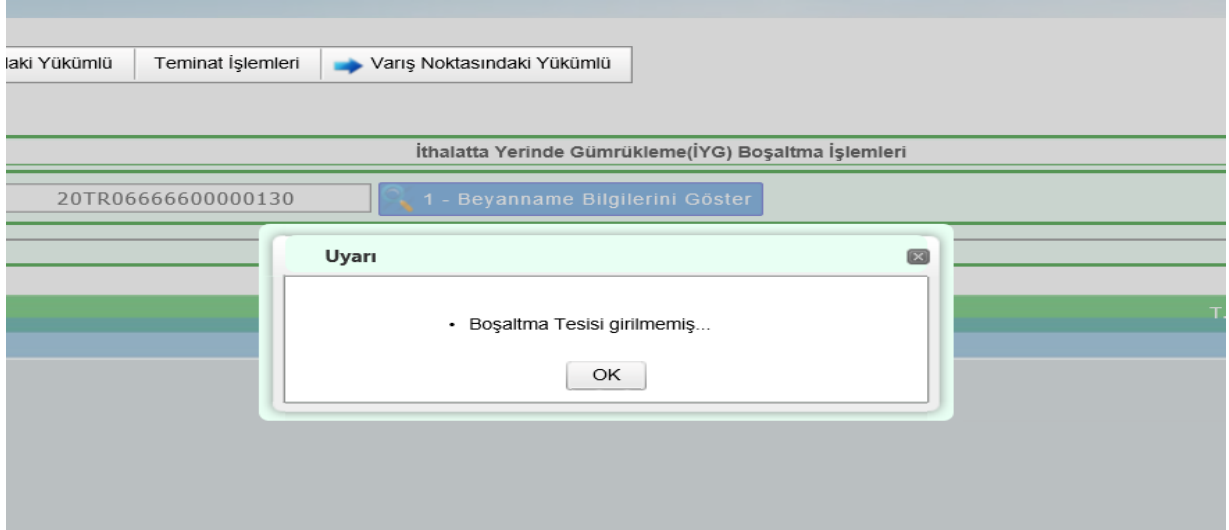 daki Yükümlü Teminat İşlemleri Varış Noktasındaki Yükümlü
İthalatta Yerinde Gümrükleme(İYG) Boşaltma İşlemleri
20TR06666600000130 1 - Beyanname Bilgilerini Göster
Uyarı
T.
• Boşaltma Tesisi girilmemiş...
OK